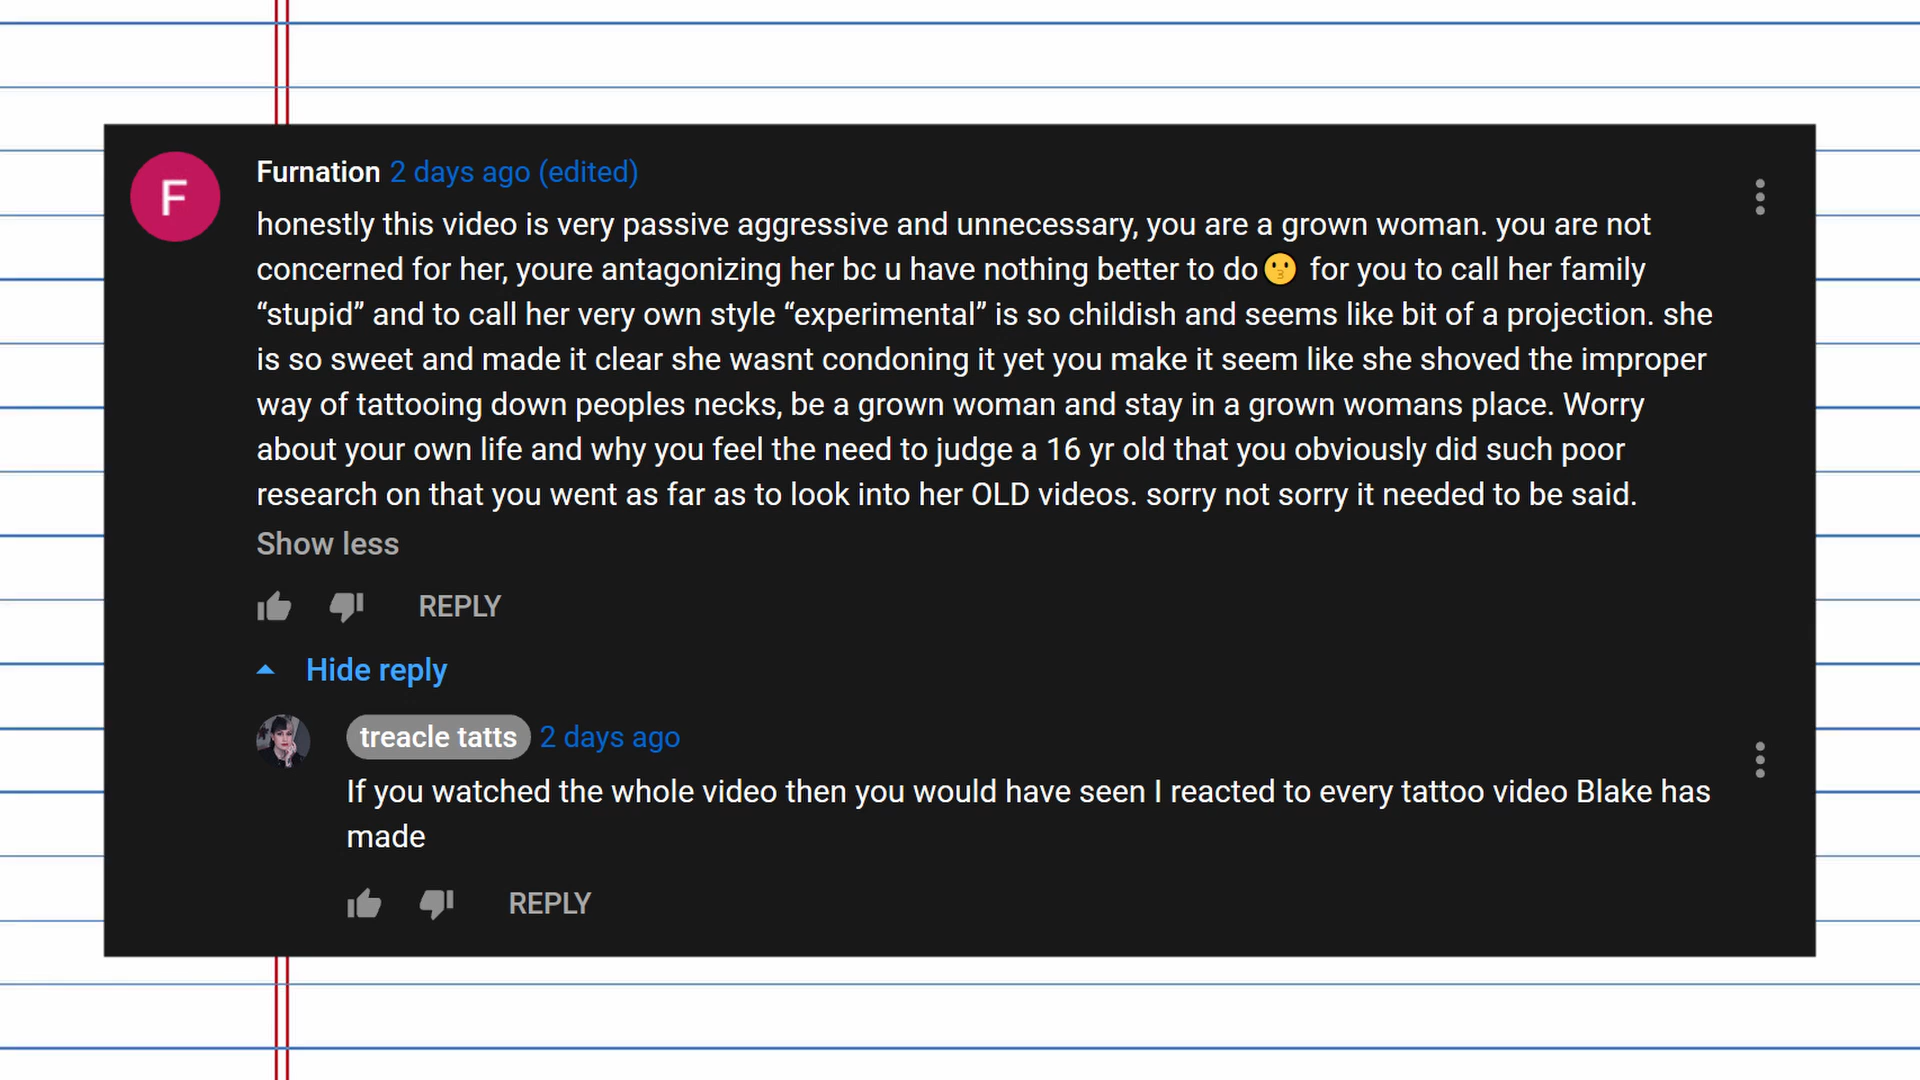 F
Furnation 2 days ago (edited)
honestly this video is very passive aggressive and unnecessary, you are a grown woman. you are not
concerned for her, youre antagonizing her bc u have nothing better to do😗 for you to call her family
“stupid” and to call her very own style “experimental” is so childish and seems like bit of a projection. she
is so sweet and made it clear she wasnt condoning it yet you make it seem like she shoved the improper
way of tattooing down peoples necks, be a grown woman and stay in a grown womans place. Worry
about your own life and why you feel the need to judge a 16 yr old that you obviously did such poor
research on that you went as far as to look into her OLD videos. sorry not sorry it needed to be said.
Show less
REPLY
Hide reply
treacle tatts 2 days ago
If you watched the whole video then you would have seen I reacted to every tattoo video Blake has
made
REPLY